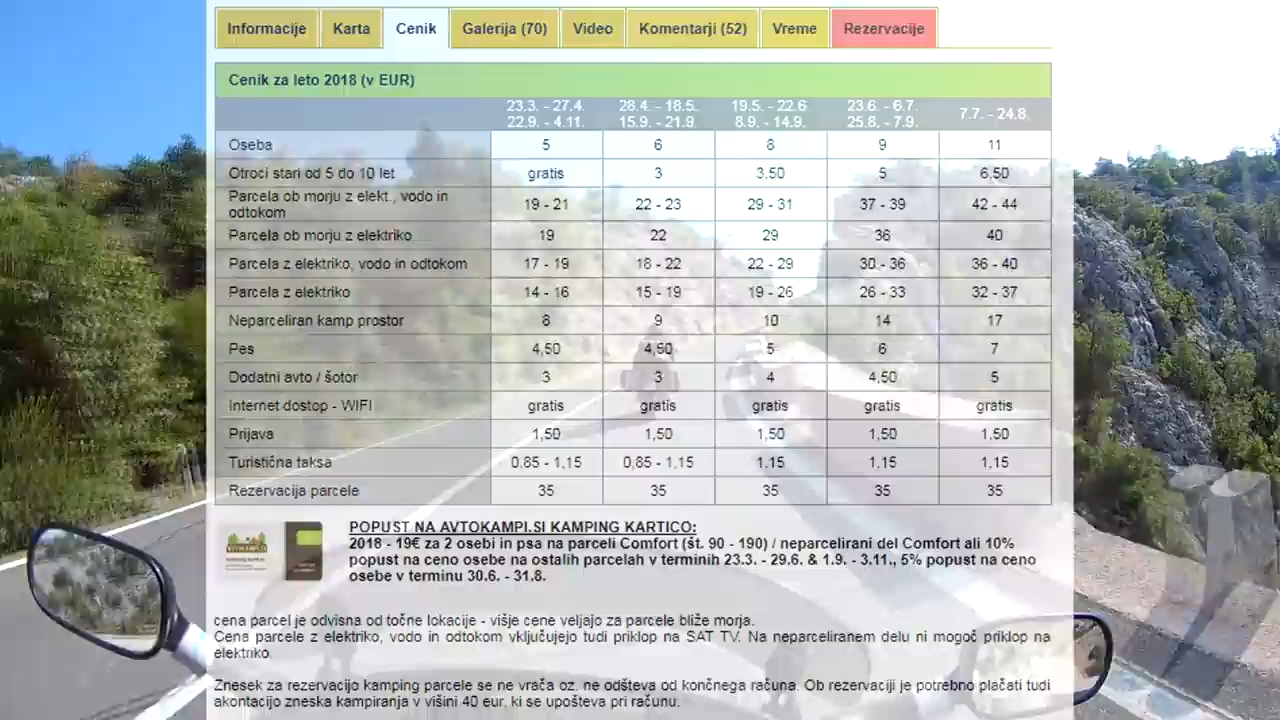 Informacije Karta Cenik Galerija (70) Video Komentarji (52) Vreme Rezervacije
Cenik za leto 2018 (v EUR)
23.3. - 27.4. 28.4. - 18.5. 19.5. - 22.6 23.6. - 6.7. 7.7. - 24.8.
22.9. - 4.11. 15.9. - 21.9. 8.9. - 14.9. 25.8. - 7.9.
Oseba 5 6 8 9 11
Otroci stari od 5 do 10 let gratis 3 3,50 5 6,50
Parcela ob morju z elekt., vodo in
odtokom 19 - 21 22 - 23 29 - 31 37 - 39 42 - 44
Parcela ob morju z elektriko 19 22 29 36 40
Parcela z elektriko, vodo in odtokom 17 - 19 18 - 22 22 - 29 30 - 36 36 - 40
Parcela z elektriko 14 - 16 15 - 19 19 - 26 26 - 33 32 - 37
Neparceliran kamp prostor 8 9 10 14 17
Pes 4,50 4,50 5 6 7
Dodatni avto / šotor 3 3 4 4,50 5
Internet dostop - WIFI gratis gratis gratis gratis gratis
Prijava 1,50 1,50 1,50 1,50 1,50
Turistična taksa 0,85 - 1,15 0,85 - 1,15 1,15 1,15 1,15
Rezervacija parcele 35 35 35 35 35
POPUST NA AVTOKAMPI.SI KAMPING KARTICO:
2018 - 19€ za 2 osebi in psa na parceli Comfort (št. 90 - 190) / neparcelirani del Comfort ali 10%
popust na ceno osebe na ostalih parcelah v terminih 23.3. - 29.6. & 1.9. - 3.11., 5% popust na ceno
osebe v terminu 30.6. - 31.8.
cena parcel je odvisna od točne lokacije - višje cene veljajo za parcele bliže morja.
Cena parcele z elektriko, vodo in odtokom vključujejo tudi priklop na SAT TV. Na neparceliranem delu ni mogoč priklop na
elektriko.
Znesek za rezervacijo kamping parcele se ne vrača oz. ne odšteva od končnega računa. Ob rezervaciji je potrebno plačati tudi
akontacijo zneska kampiranja v višini 40 eur, ki se upošteva pri računu.